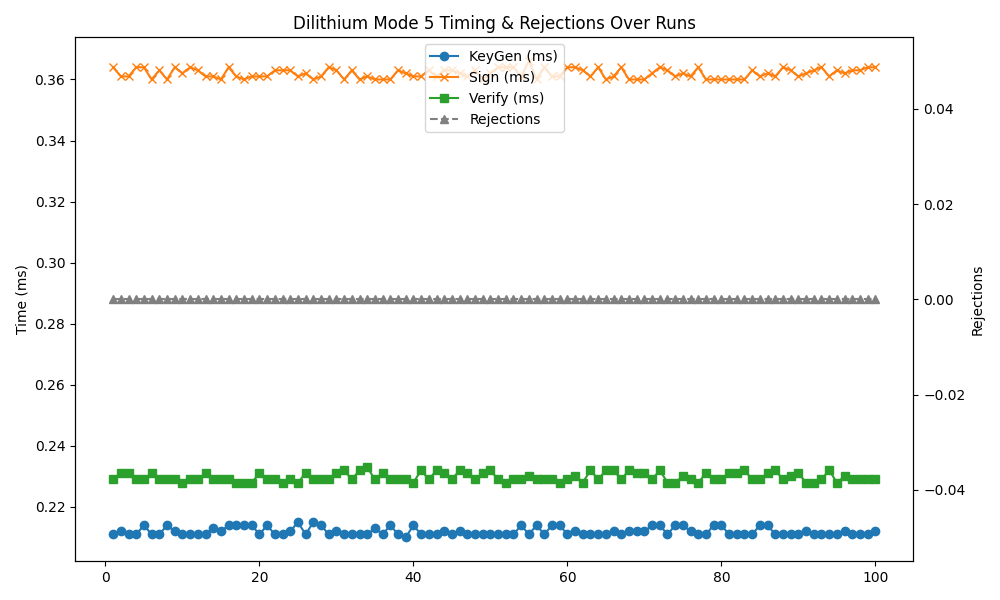 Dilithium Mode 5 Timing & Rejections Over Runs
KeyGen (ms)
Sign (ms)
Verify (ms)
Rejections
Time (ms)
0.36
0.34
0.32
0.30
0.28
0.26
0.24
0.22
0.04
0.02
0.00
−0.02
−0.04
Rejections
0 20 40 60 80 100